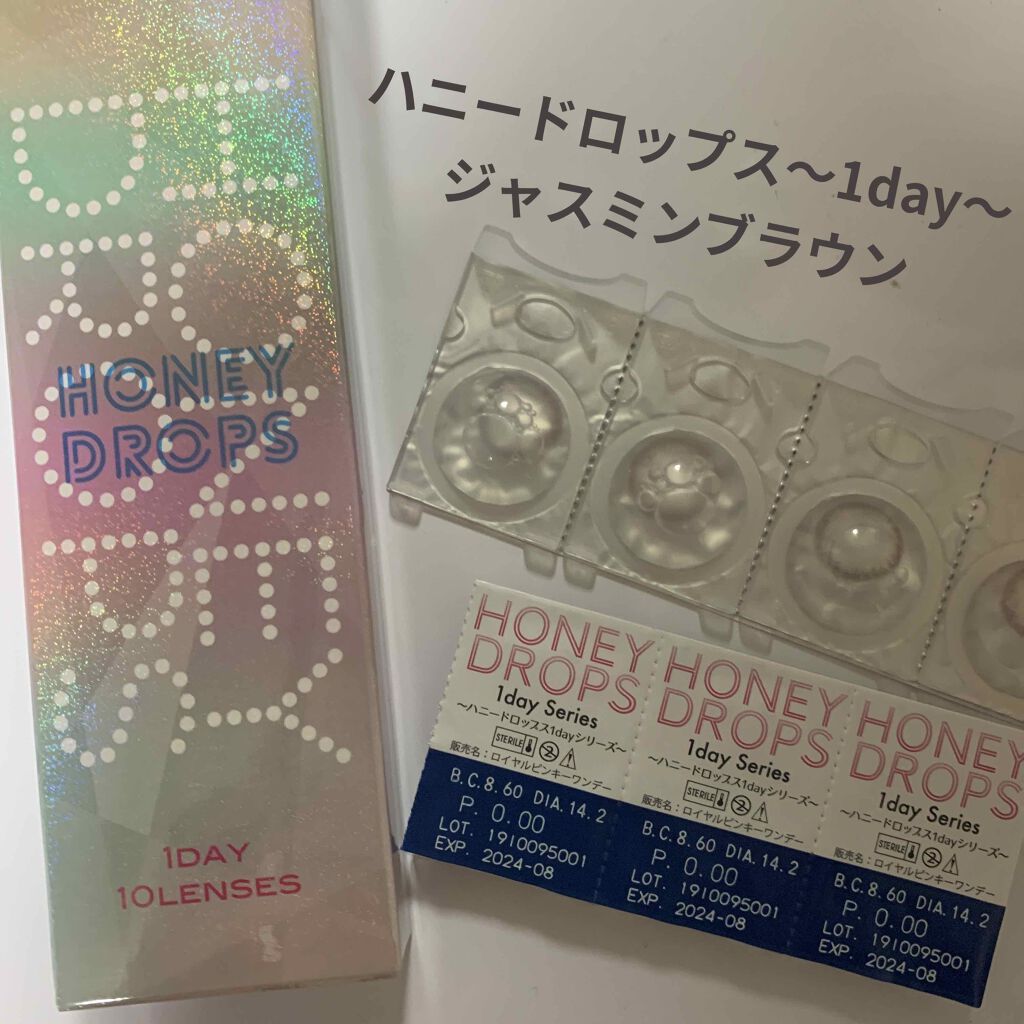 HONEY
DROPS
HONEY
DROPS
1DAY
10LENSES
ハニードロップス〜1day〜
ジャスミンブラウン
HONEY
DROPS
1day Series
〜ハニードロップス1dayシリーズ〜
STERILE
販売名：ロイヤルピンキーワンデー
B.C.8.60 DIA.14.2
P. 0.00
LOT. 1910095001
EXP. 2024-08
HONEY
DROPS
1day Series
〜ハニードロップス1dayシリーズ〜
STERILE
販売名：ロイヤルピンキーワンデー
B.C.8.60 DIA.14.2
P. 0.00
LOT. 1910095001
EXP. 2024-08
HONEY
DROPS
1day Series
〜ハニードロップス1dayシリーズ〜
STERILE
販売名：ロイヤルピンキーワンデー
B.C.8.60 DIA.14.2
P. 0.00
LOT. 1910095001
EXP. 2024-08